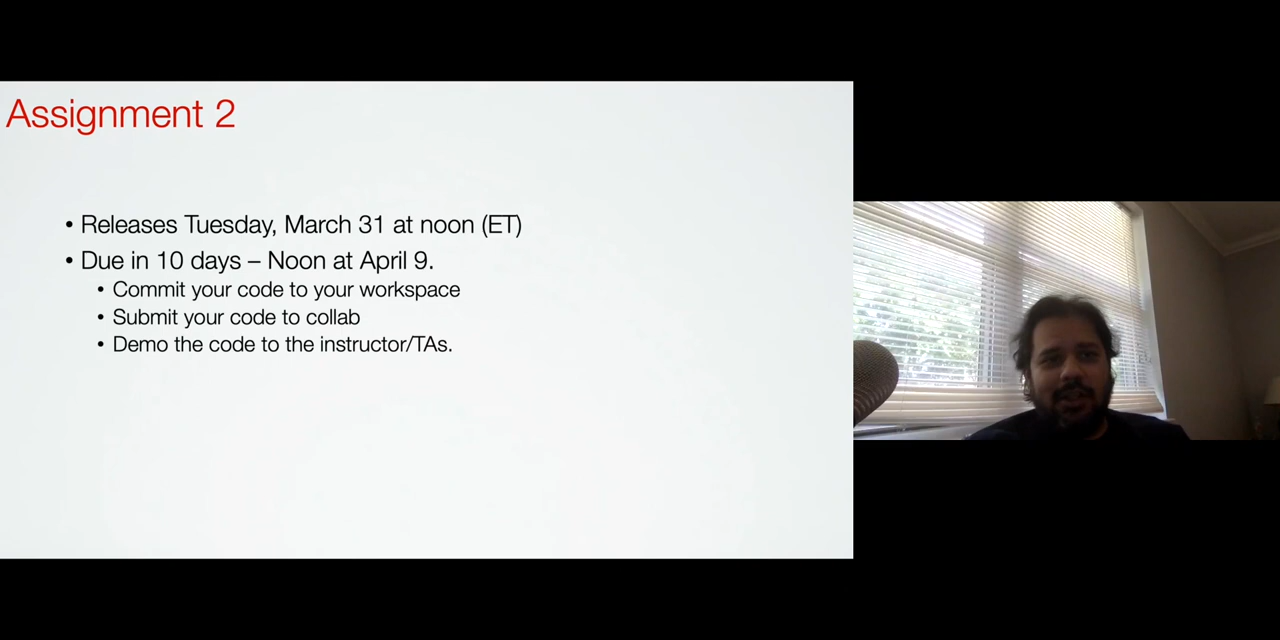 Assignment 2
• Releases Tuesday, March 31 at noon (ET)
• Due in 10 days – Noon at April 9.
• Commit your code to your workspace
• Submit your code to collab
• Demo the code to the instructor/TAs.